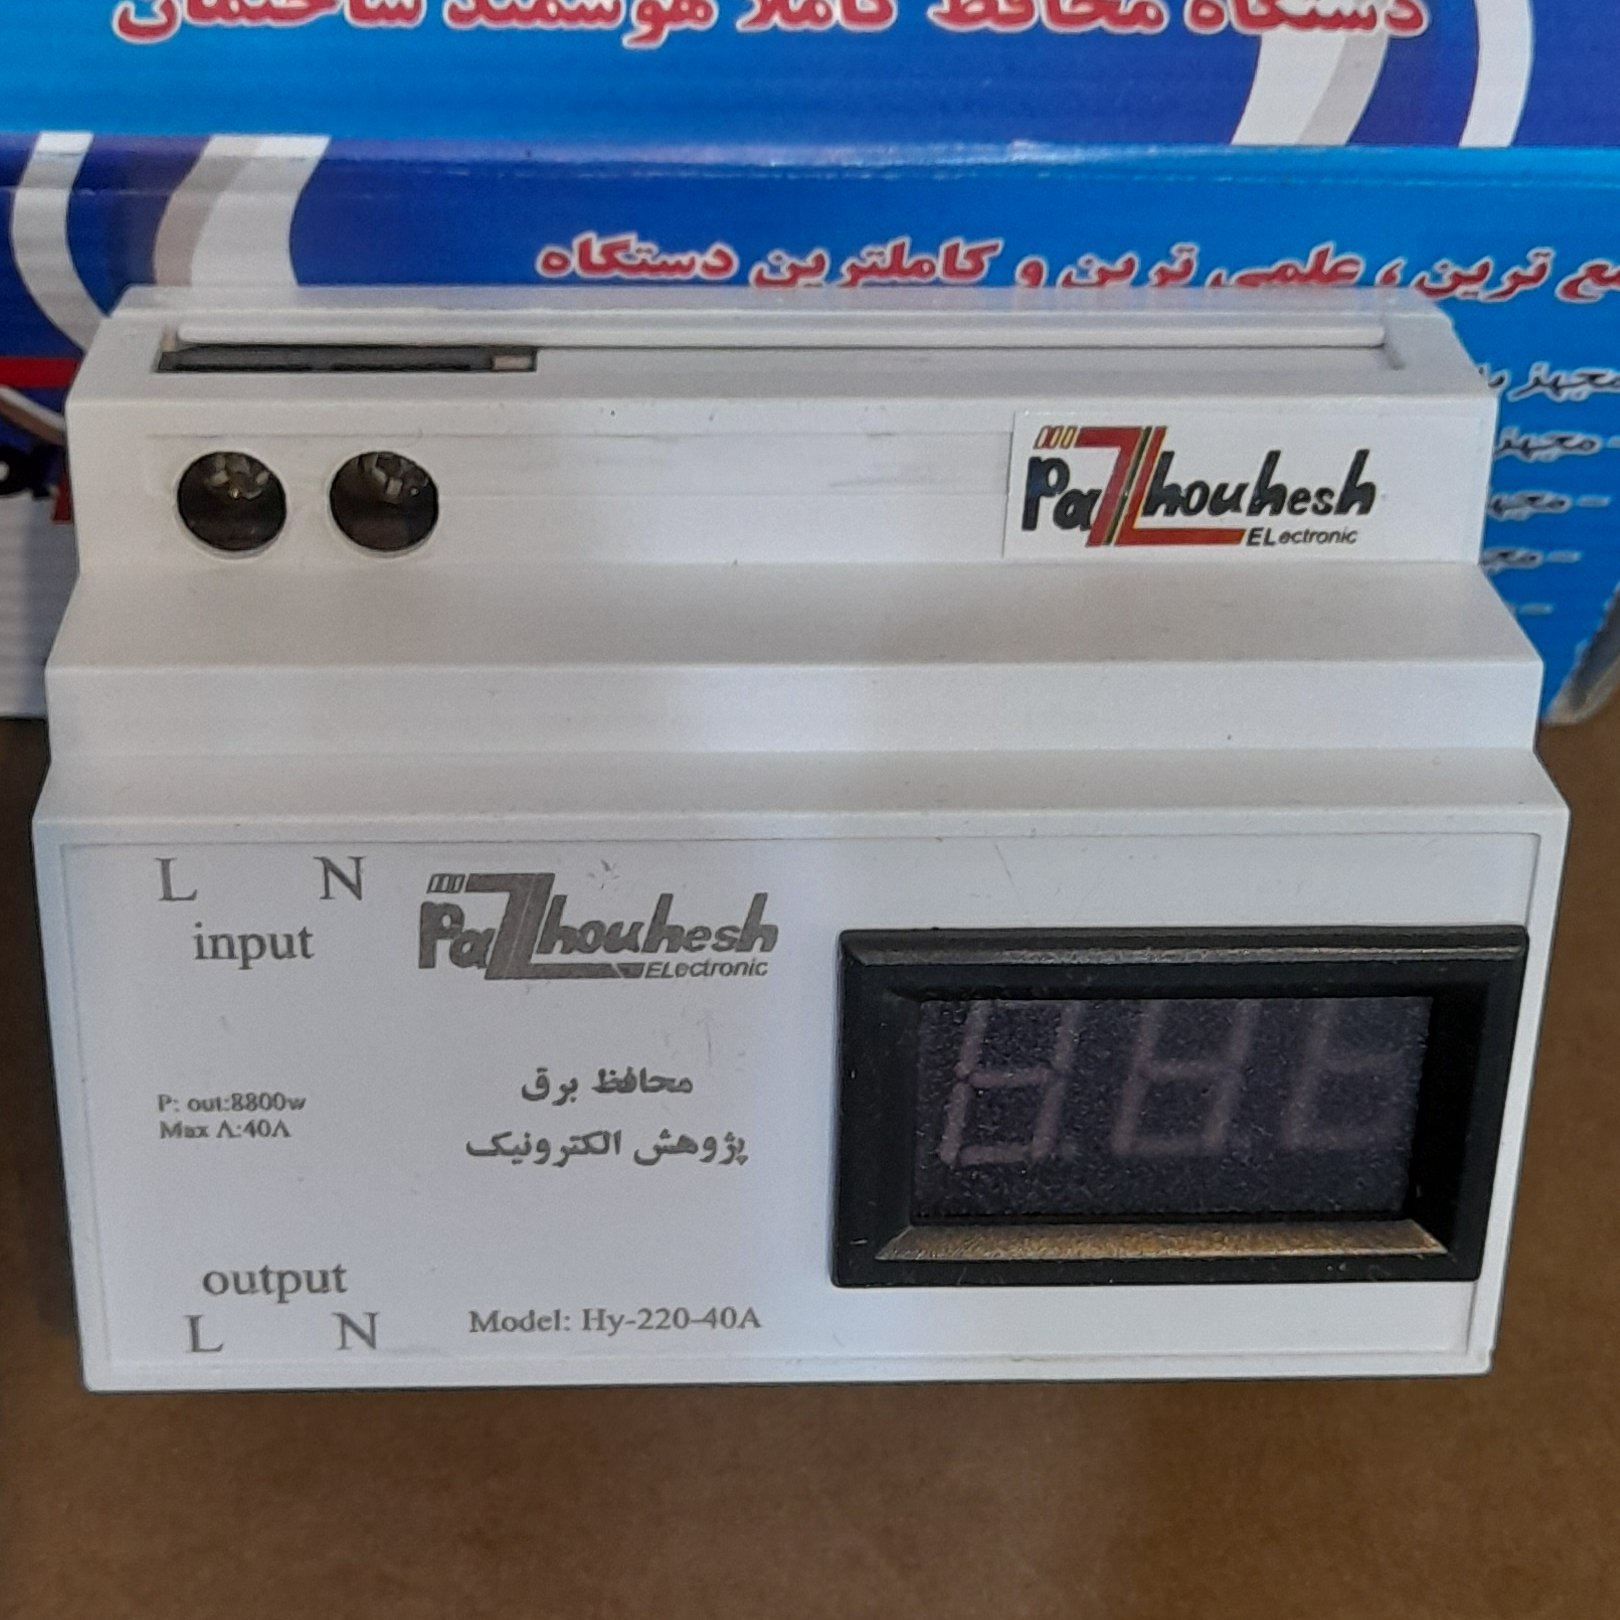 دستگاه محافظ کاملا هوشمند ساختمان
ترین ، علمی ترین و کاملترین دستگاه
مجهز
Pazhouhesh
ELectronic
L N
input
Pazhouhesh
ELectronic
محافظ برق
پژوهش الکترونیک
P: out:8800w
Max A:40A
output
L N
Model: Hy-220-40A